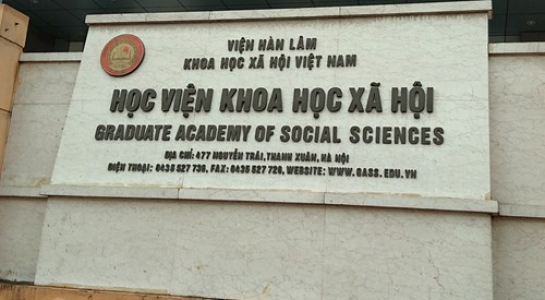 VIỆN HÀN LÂM
KHOA HỌC XÃ HỘI VIỆT NAM
HỌC VIỆN KHOA HỌC XÃ HỘI
GRADUATE ACADEMY OF SOCIAL SCIENCES
ĐỊA CHỈ: 477 NGUYỄN TRÃI, THANH XUÂN, HÀ NỘI
ĐIỆN THOẠI: 0435 527 736, FAX: 0435 527 726, WEBSITE: WWW.GASS.EDU.VN